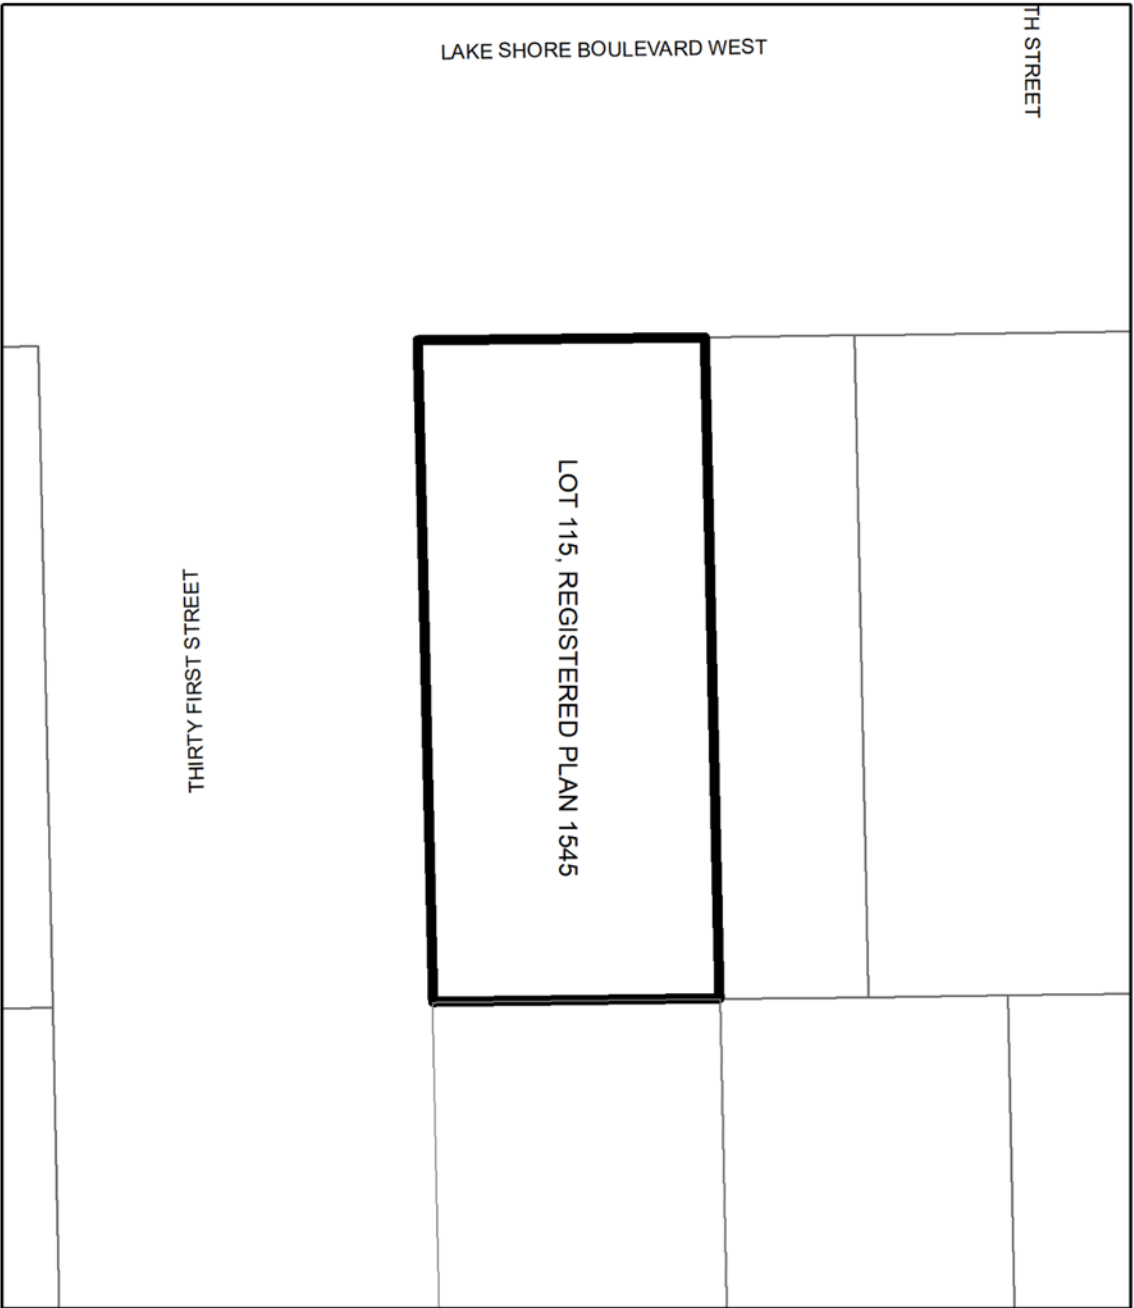 LAKE SHORE BOULEVARD WEST
TH STREET
LOT 115, REGISTERED PLAN 1545
THIRTY FIRST STREET